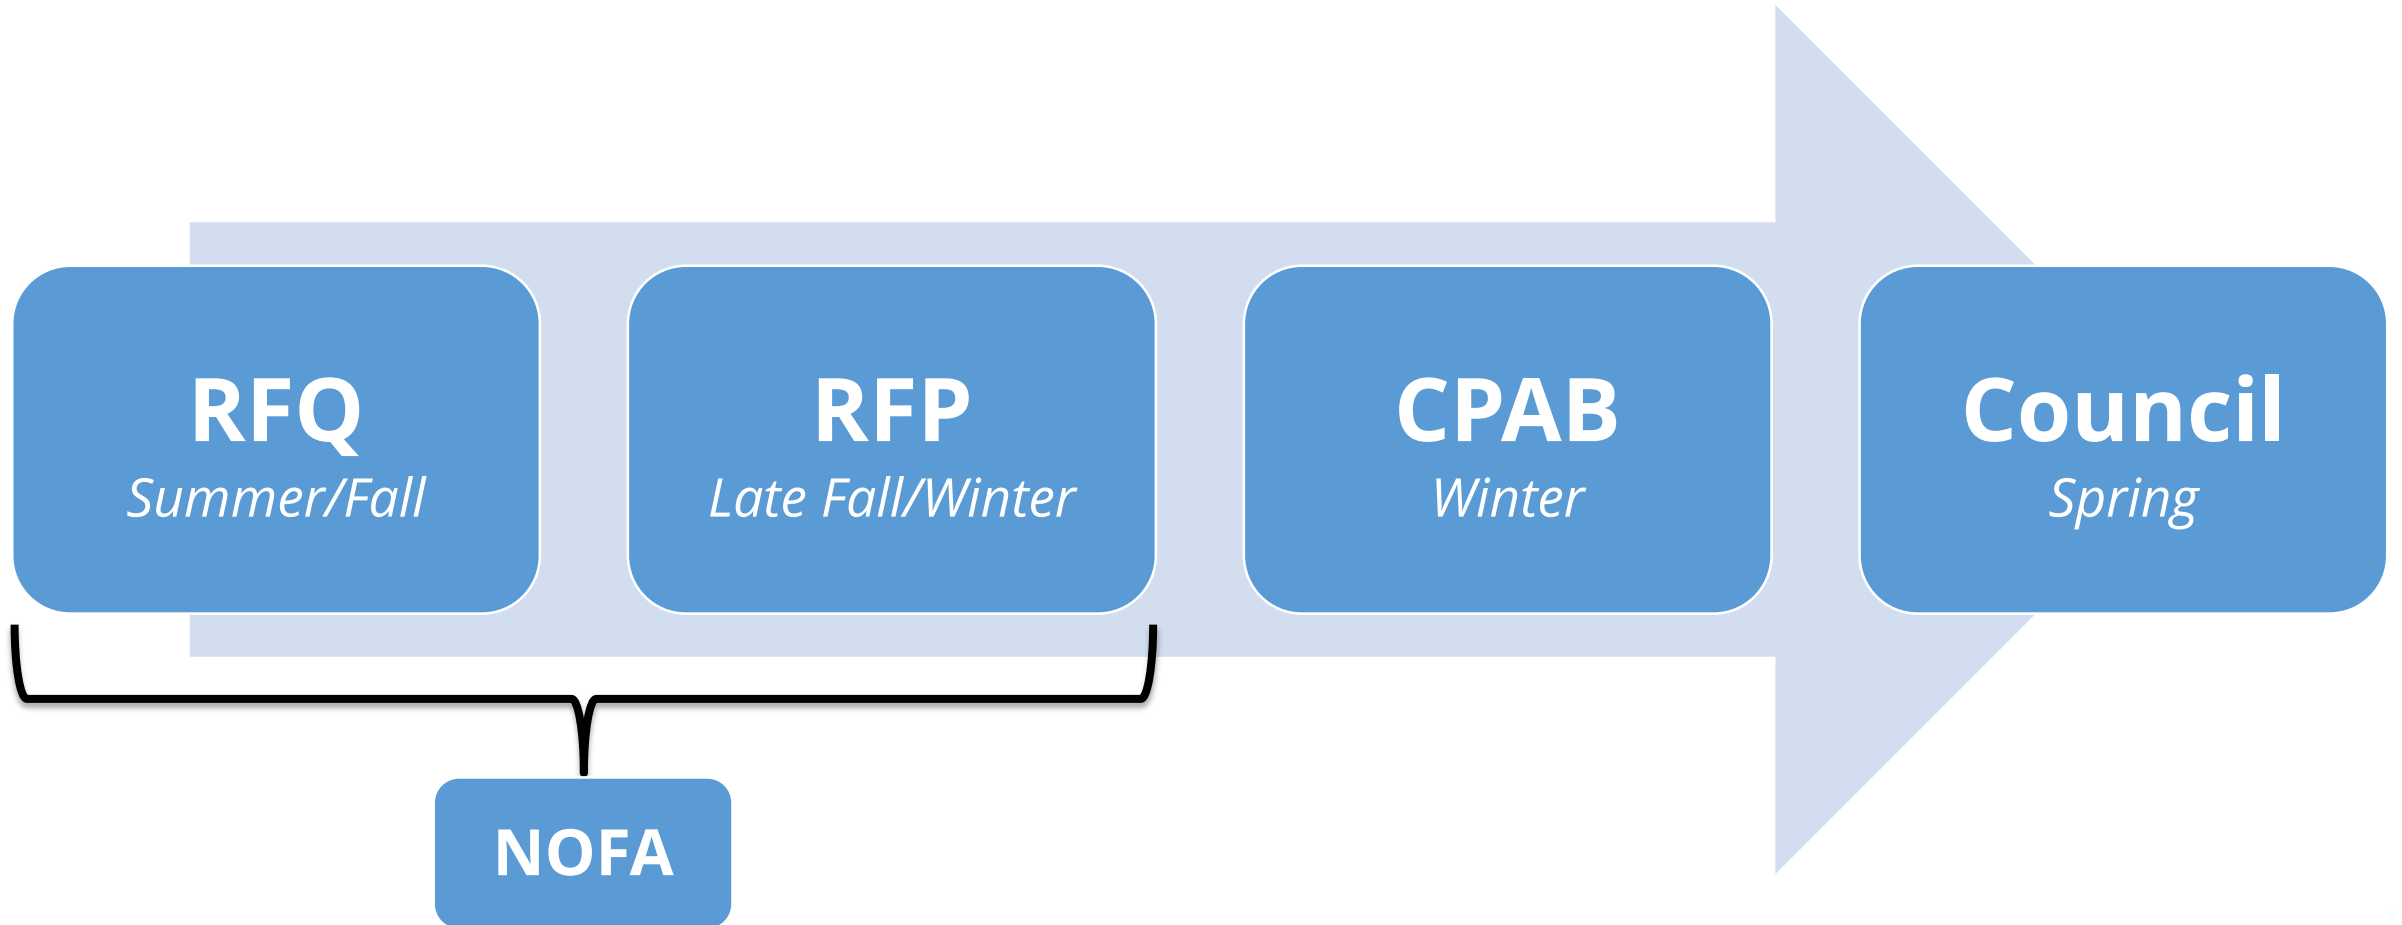 RFQ
Summer/Fall
RFP
Late Fall/Winter
CPAB
Winter
Council
Spring
NOFA